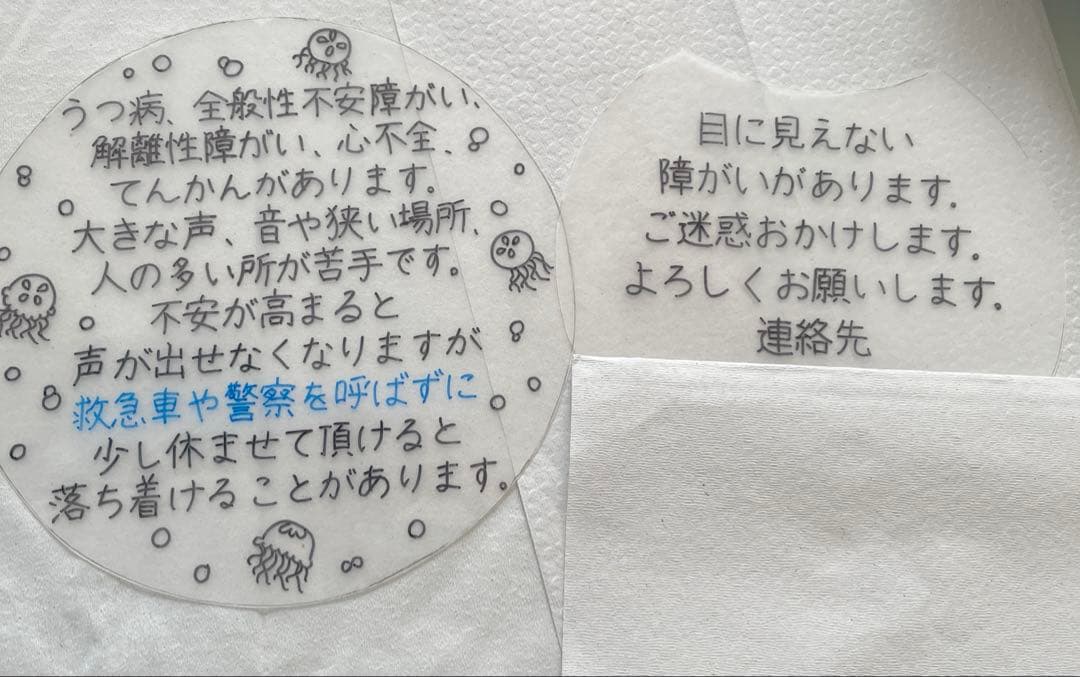 うつ病、全般性不安障がい、
解離性障がい、心不全、
てんかんがあります。
大きな声、音や狭い場所、
人の多い所が苦手です。
不安が高まると
声が出せなくなりますが
救急車や警察を呼ばずに
少し休ませて頂けると
落ち着けることがあります。
目に見えない
障がいがあります。
ご迷惑おかけします。
よろしくお願いします。
連絡先